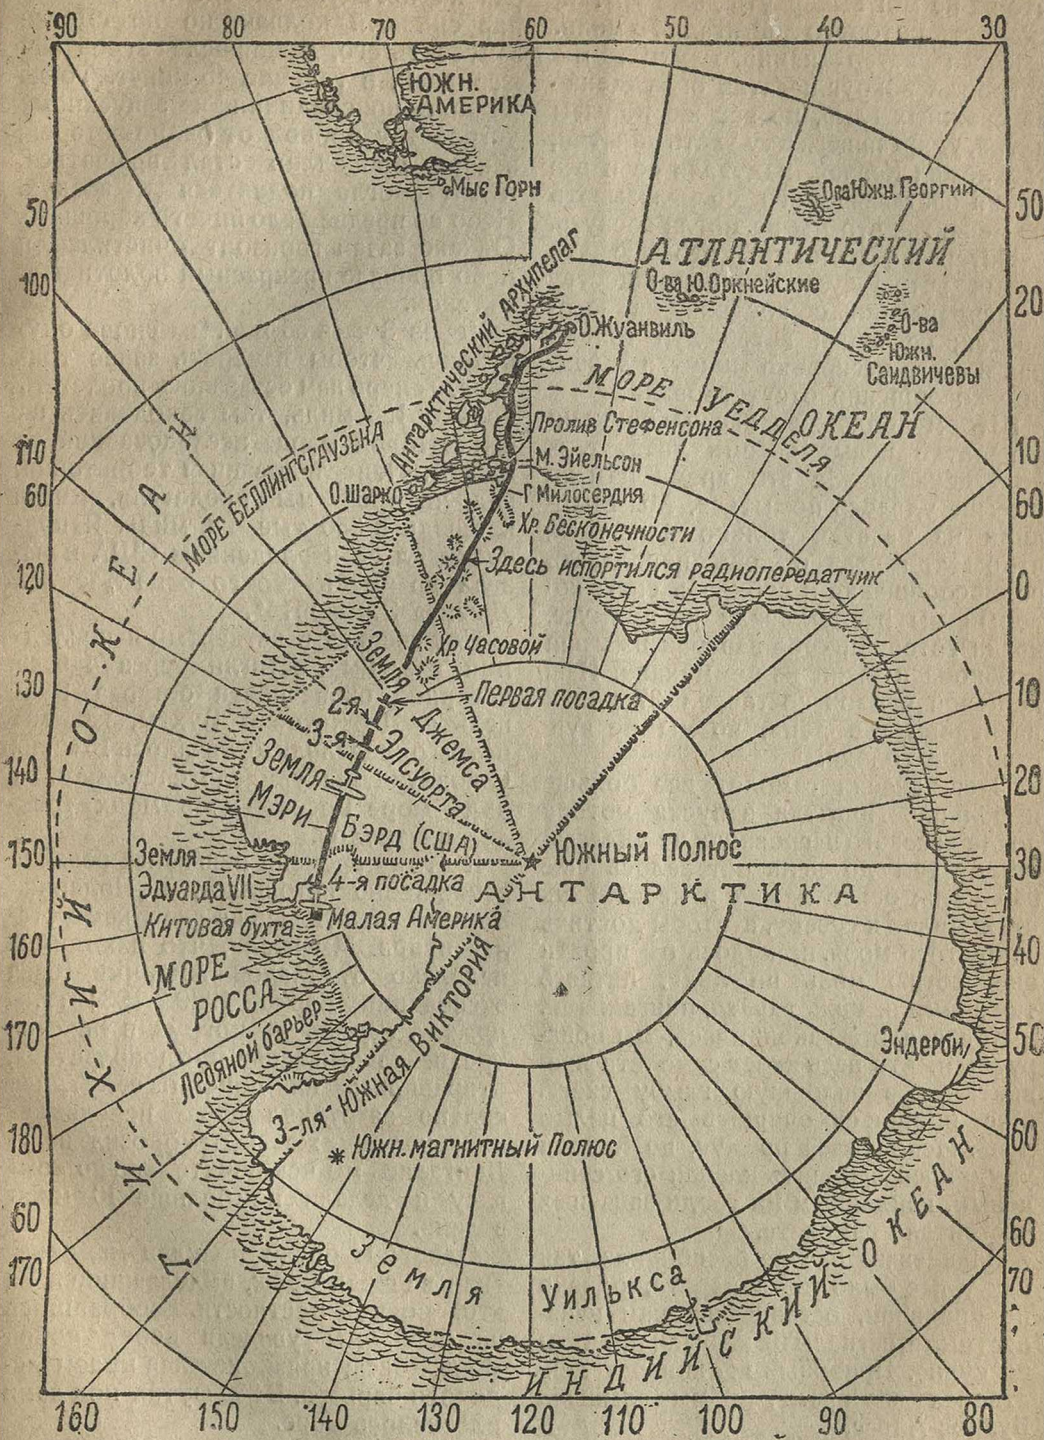 90 80 70 60 50 40 30
ЮЖН.
АМЕРИКА
Мыс Горн
О-ва Южн. Георгии
50
50
АТЛАНТИЧЕСКИЙ
О-ва Ю. Оркнейские
100
20
Антарктический архипелаг
О. Жуанвиль
О-ва
Южн.
Сандвичевы
МОРЕ УЕДДЕЛЯ
ОКЕАН
Пролив Стефенсона
М. Эйельсон
110
10
МОРЕ БЕЛЛИНГСГАУЗЕНА
О. Шарко
Г. Милосердия
60
60
Хр. Бесконечности
Здесь испортился радиопередатчик
120
0
Хр. Часовой
Земля
Джемса
Элсуорта
130
Первая посадка
10
2-я
3-я
Земля
Мэри
Бэрд (США)
140
20
150
Земля
Эдуарда VII
Южный Полюс
30
4-я посадка
АНТАРКТИКА
Китовая бухта
Малая Америка
160
40
МОРЕ
РОССА
Ледяной барьер
170
Эндерби
50
З-ля Южная Виктория
180
Южн. магнитный Полюс
60
ТИХИЙ ОКЕАН
60
60
Земля Уилькса
170
70
ИНДИЙСКИЙ ОКЕАН
160 150 140 130 120 110 100 90 80